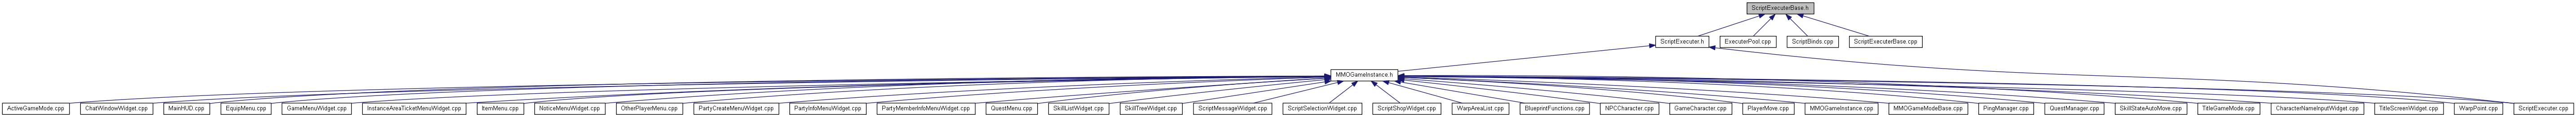 ScriptExecuterBase.h
ScriptExecuter.h ExecuterPool.cpp ScriptBinds.cpp ScriptExecuterBase.cpp
MMOGameInstance.h
ActiveGameMode.cpp ChatWindowWidget.cpp MainHUD.cpp EquipMenu.cpp GameMenuWidget.cpp InstanceAreaTicketMenuWidget.cpp ItemMenu.cpp NoticeMenuWidget.cpp OtherPlayerMenu.cpp PartyCreateMenuWidget.cpp PartyInfoMenuWidget.cpp PartyMemberInfoMenuWidget.cpp QuestMenu.cpp SkillListWidget.cpp SkillTreeWidget.cpp ScriptMessageWidget.cpp ScriptSelectionWidget.cpp ScriptShopWidget.cpp WarpAreaList.cpp BlueprintFunctions.cpp NPCCharacter.cpp GameCharacter.cpp PlayerMove.cpp MMOGameInstance.cpp MMOGameModeBase.cpp PingManager.cpp QuestManager.cpp SkillStateAutoMove.cpp TitleGameMode.cpp CharacterNameInputWidget.cpp TitleScreenWidget.cpp WarpPoint.cpp ScriptExecuter.cpp